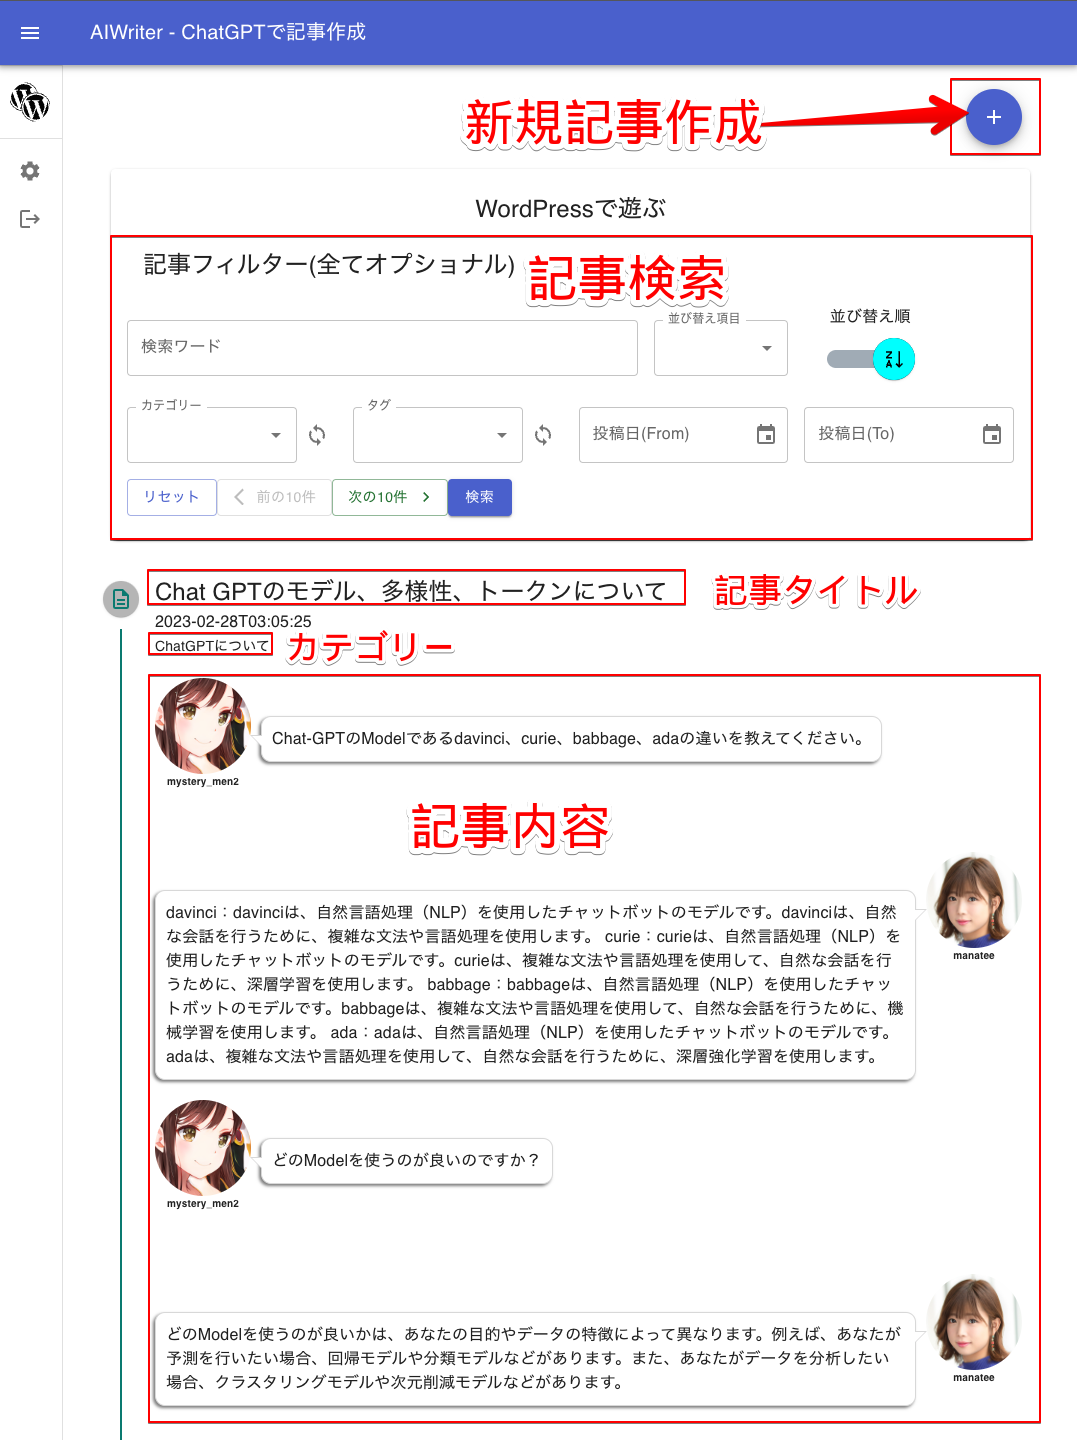 AIWriter - ChatGPTで記事作成
新規記事作成
WordPressで遊ぶ
記事フィルター(全てオプショナル)
記事検索
検索ワード
並び替え項目
並び替え順
カテゴリー
タグ
投稿日(From)
投稿日(To)
リセット
前の10件
次の10件
検索
Chat GPTのモデル、多様性、トークンについて
記事タイトル
2023-02-28T03:05:25
ChatGPTについて
カテゴリー
Chat-GPTのModelであるdavinci、curie、babbage、adaの違いを教えてください。
mystery_men2
記事内容
davinci：davinciは、自然言語処理（NLP）を使用したチャットボットのモデルです。davinciは、自然
な会話を行うために、複雑な文法や言語処理を使用します。 curie：curieは、自然言語処理（NLP）を
使用したチャットボットのモデルです。curieは、複雑な文法や言語処理を使用して、自然な会話を行
うために、深層学習を使用します。 babbage：babbageは、自然言語処理（NLP）を使用したチャッ
トボットのモデルです。babbageは、複雑な文法や言語処理を使用して、自然な会話を行うために、機
械学習を使用します。 ada：adaは、自然言語処理（NLP）を使用したチャットボットのモデルです。
adaは、複雑な文法や言語処理を使用して、自然な会話を行うために、深層強化学習を使用します。
manatee
どのModelを使うのが良いのですか？
mystery_men2
どのModelを使うのが良いかは、あなたの目的やデータの特徴によって異なります。例えば、あなたが
予測を行いたい場合、回帰モデルや分類モデルなどがあります。また、あなたがデータを分析したい
場合、クラスタリングモデルや次元削減モデルなどがあります。
manatee